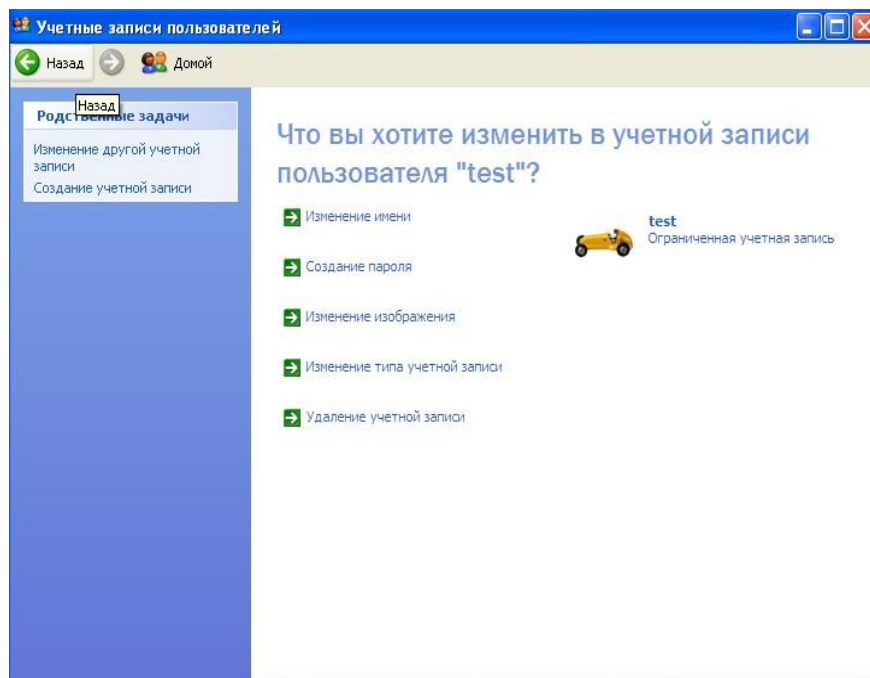 Учетные записи пользователей
Назад
Домой
Назад
Родственные задачи
Изменение другой учетной
записи
Создание учетной записи
Что вы хотите изменить в учетной записи
пользователя "test"?
Изменение имени
Создание пароля
Изменение изображения
Изменение типа учетной записи
Удаление учетной записи
test
Ограниченная учетная запись